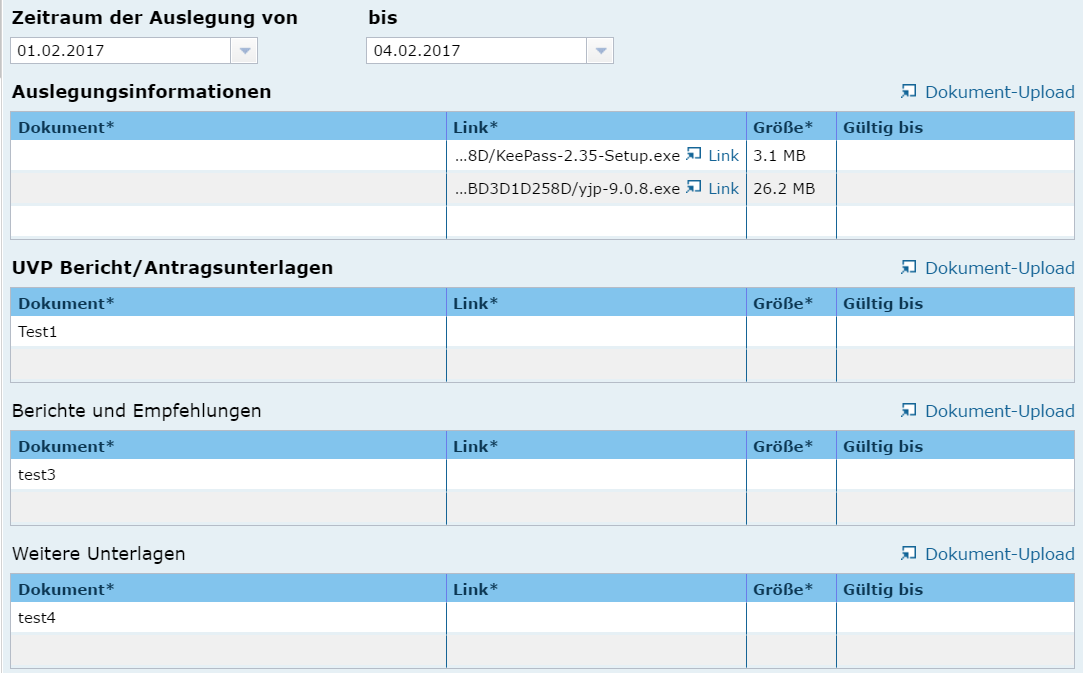 Zeitraum der Auslegung von bis
01.02.2017 04.02.2017
Auslegungsinformationen Dokument-Upload
Dokument* Link* Größe* Gültig bis
...8D/KeePass-2.35-Setup.exe Link 3.1 MB
...BD3D1D258D/yjp-9.0.8.exe Link 26.2 MB
UVP Bericht/Antragsunterlagen Dokument-Upload
Dokument* Link* Größe* Gültig bis
Test1
Berichte und Empfehlungen Dokument-Upload
Dokument* Link* Größe* Gültig bis
test3
Weitere Unterlagen Dokument-Upload
Dokument* Link* Größe* Gültig bis
test4